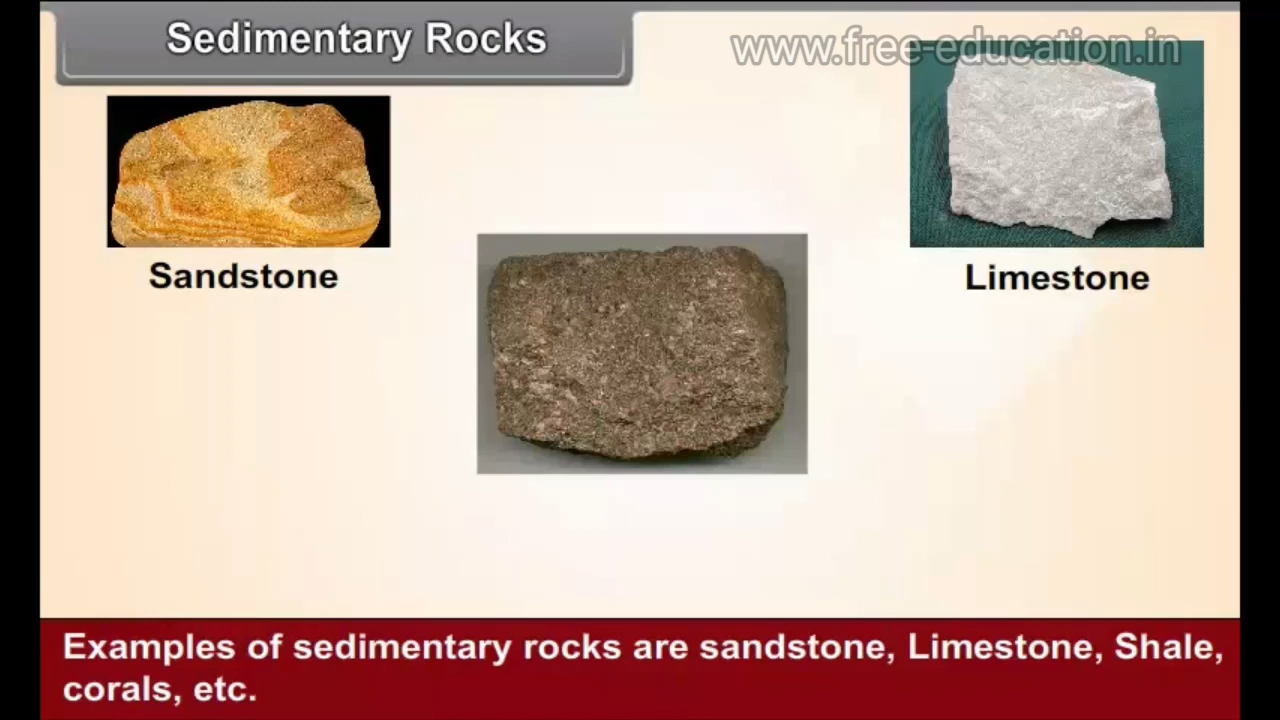 Sedimentary Rocks
www.free-education.in
Sandstone
Limestone
Examples of sedimentary rocks are sandstone, Limestone, Shale,
corals, etc.